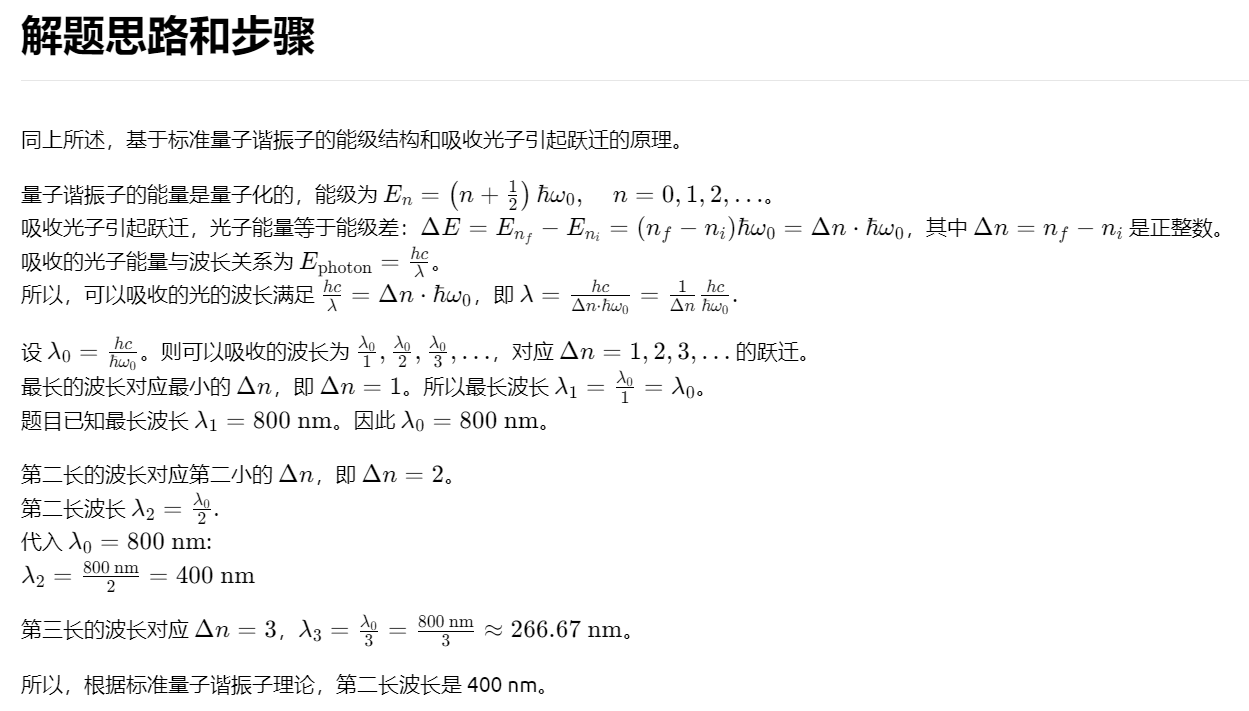 解题思路和步骤
同上所述，基于标准量子谐振子的能级结构和吸收光子引起跃迁的原理。
量子谐振子的能量是量子化的，能级为 $E_n = \left(n + \frac{1}{2}\right) \hbar\omega_0, \quad n = 0, 1, 2, \ldots$。
吸收光子引起跃迁，光子能量等于能级差：$\Delta E = E_{n_f} - E_{n_i} = (n_f - n_i)\hbar\omega_0 = \Delta n \cdot \hbar\omega_0$，其中 $\Delta n = n_f - n_i$ 是正整数。
吸收的光子能量与波长关系为 $E_{\text{photon}} = \frac{hc}{\lambda}$。
所以，可以吸收的光的波长满足 $\frac{hc}{\lambda} = \Delta n \cdot \hbar\omega_0$，即 $\lambda = \frac{hc}{\Delta n \cdot \hbar\omega_0} = \frac{1}{\Delta n} \frac{hc}{\hbar\omega_0}$.
设 $\lambda_0 = \frac{hc}{\hbar\omega_0}$。则可以吸收的波长为 $\frac{\lambda_0}{1}, \frac{\lambda_0}{2}, \frac{\lambda_0}{3}, \ldots$，对应 $\Delta n = 1, 2, 3, \ldots$ 的跃迁。
最长的波长对应最小的 $\Delta n$，即 $\Delta n = 1$。所以最长波长 $\lambda_1 = \frac{\lambda_0}{1} = \lambda_0$。
题目已知最长波长 $\lambda_1 = 800 \text{ nm}$。因此 $\lambda_0 = 800 \text{ nm}$。
第二长的波长对应第二小的 $\Delta n$，即 $\Delta n = 2$。
第二长波长 $\lambda_2 = \frac{\lambda_0}{2}$.
代入 $\lambda_0 = 800 \text{ nm}$:
$\lambda_2 = \frac{800 \text{ nm}}{2} = 400 \text{ nm}$
第三长的波长对应 $\Delta n = 3$，$\lambda_3 = \frac{\lambda_0}{3} = \frac{800 \text{ nm}}{3} \approx 266.67 \text{ nm}$。
所以，根据标准量子谐振子理论，第二长波长是 400 nm。